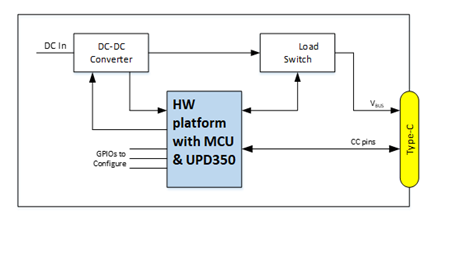 DC In
DC-DC
Converter
Load
Switch
HW
platform
with MCU
& UPD350
GPIOs to
Configure
VBUS
CC pins
Type-C